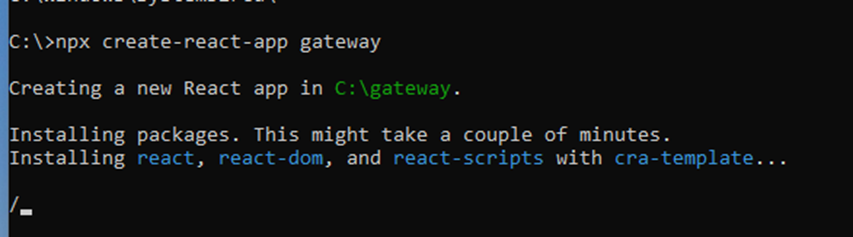 C:\>npx create-react-app gateway
Creating a new React app in C:\gateway.
Installing packages. This might take a couple of minutes.
Installing react, react-dom, and react-scripts with cra-template...
/